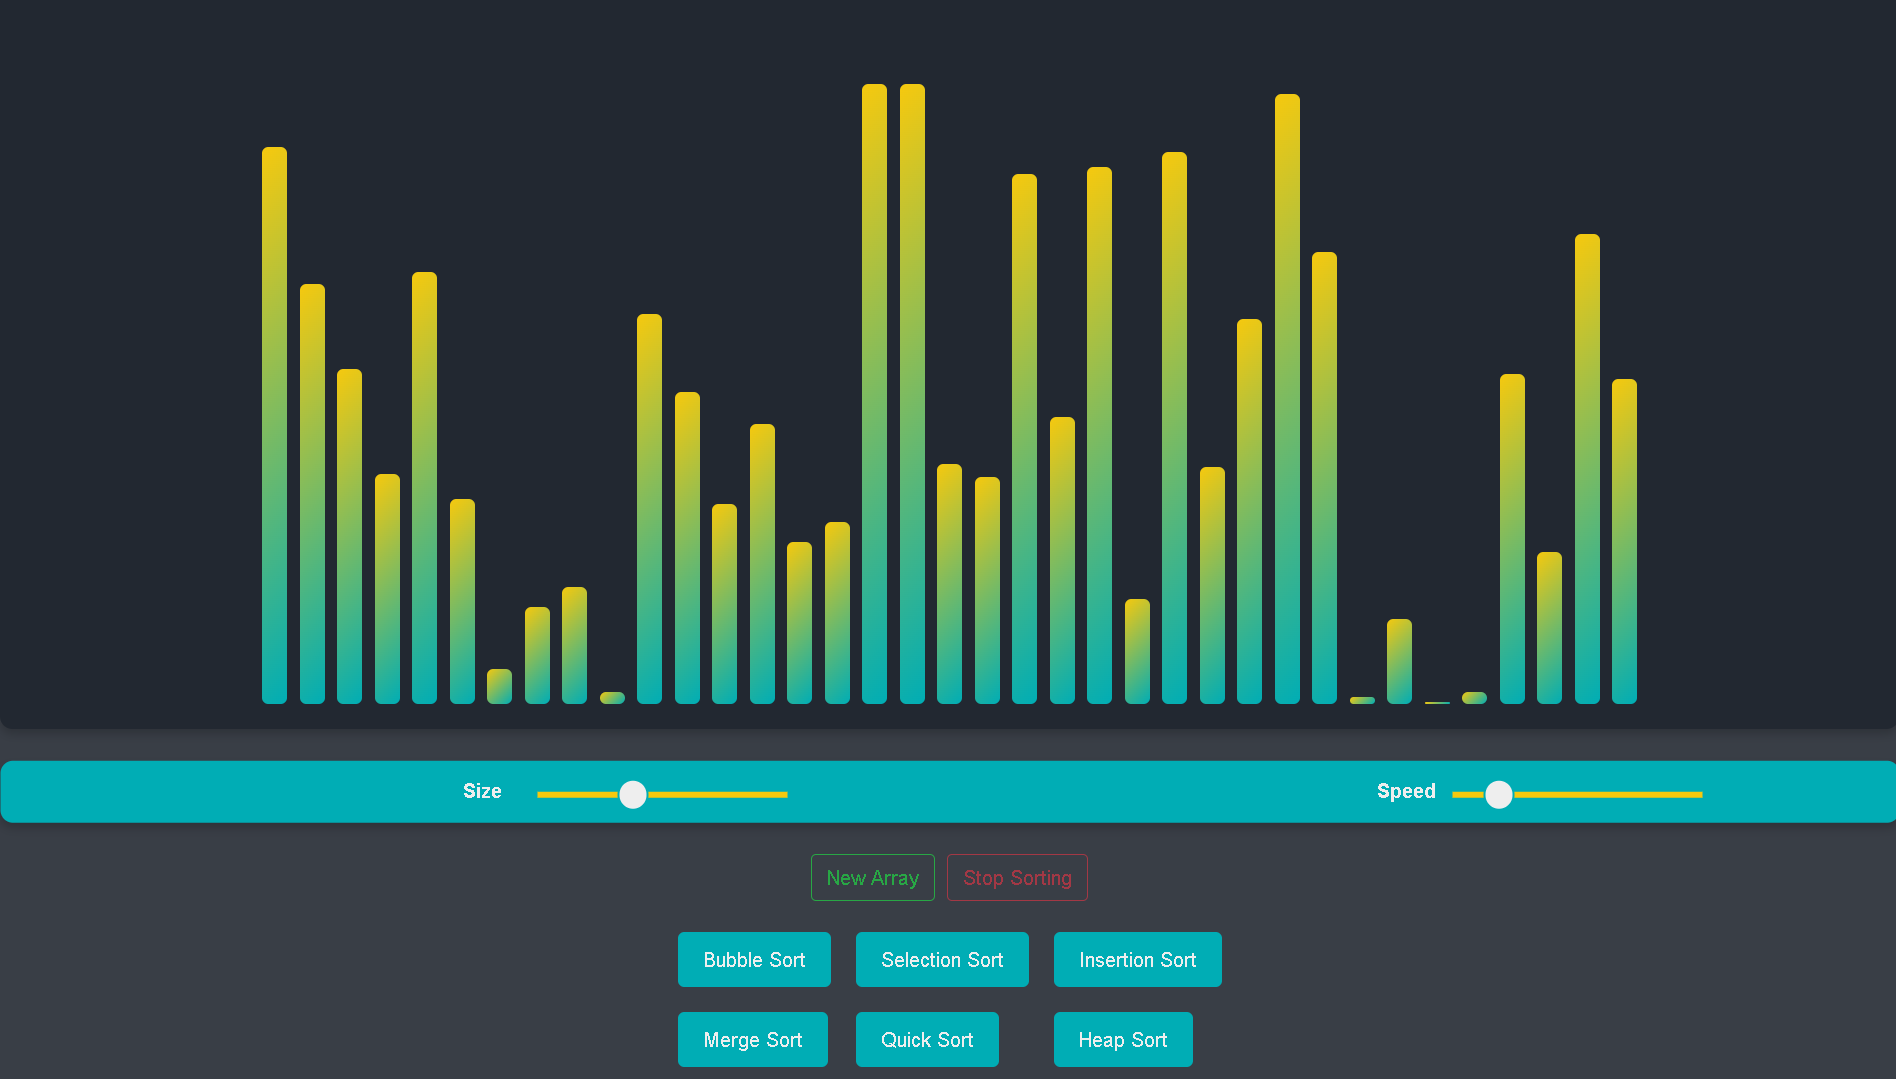 Size Speed
New Array Stop Sorting
Bubble Sort Selection Sort Insertion Sort
Merge Sort Quick Sort Heap Sort